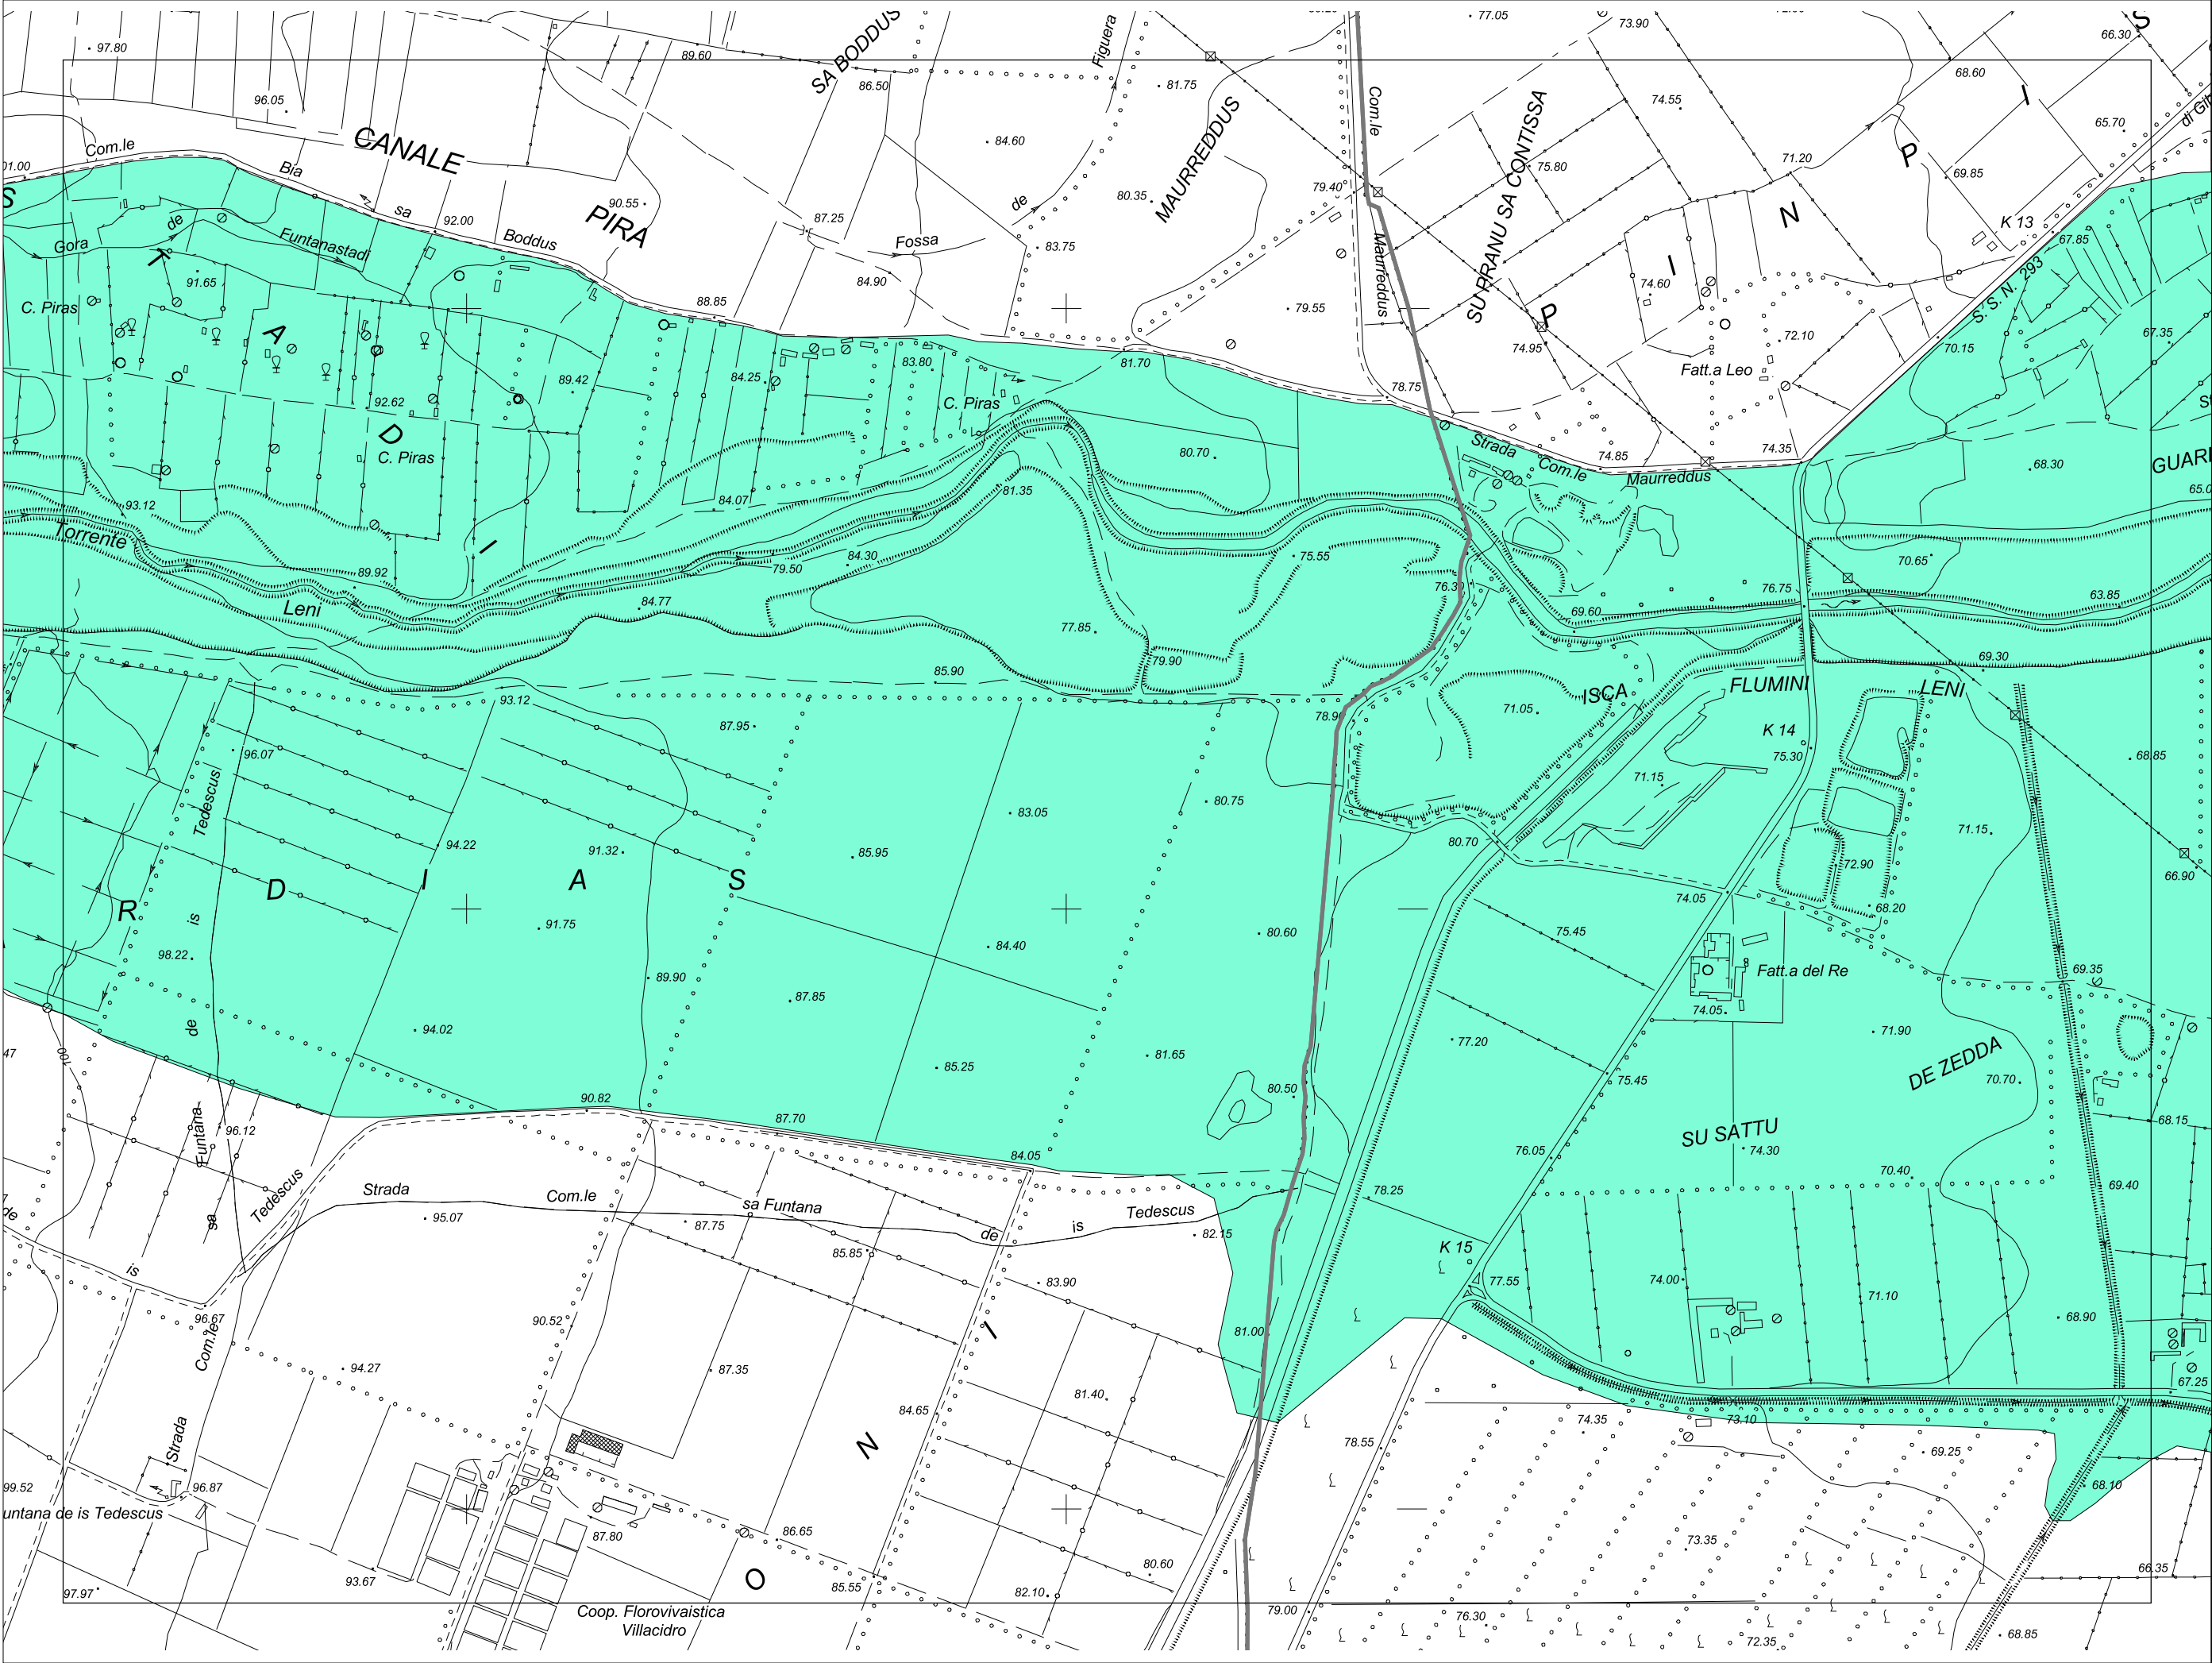 77.05
73.90
66.30
S
97.80
89.60
SA BODDUS
86.50
Figuera
81.75
68.60
96.05
Com.le
74.55
I
65.70
CANALE
MAURREDDUS
SU PRANU SA CONTISSA
84.60
Com.le
01.00
Bia
75.80
71.20
P
69.85
S
sa
92.00
90.55
PIRA
87.25
de
80.35
79.40
N
K 13
67.85
Gora
de
Funtanastadi
Boddus
Fossa
83.75
Maurreddus
T
91.65
84.90
I
74.60
S. S. N. 293
C. Piras
88.85
79.55
P
A
74.95
72.10
67.35
70.15
83.80
81.70
Fatt.a Leo
89.42
84.25
78.75
92.62
C. Piras
D
C. Piras
80.70
Strada
Com.le
74.85
74.35
Maurreddus
68.30
GUAR
93.12
84.07
81.35
65.0
Torrente
I
84.30
75.55
70.65
89.92
79.50
76.30
76.75
Leni
84.77
69.60
63.85
77.85
79.90
85.90
69.30
93.12
ISCA
FLUMINI
LENI
87.95
78.90
71.05
K 14
75.30
96.07
68.85
71.15
Tedescus
80.75
83.05
71.15
94.22
91.32
85.95
80.70
72.90
66.90
R
D
I
A
S
74.05
68.20
is
91.75
80.60
75.45
98.22
84.40
89.90
Fatt.a del Re
69.35
87.85
74.05
de
94.02
71.90
47
100
77.20
81.65
85.25
75.45
DE ZEDDA
70.70
80.50
90.82
87.70
68.15
Funtana
96.12
84.05
76.05
SU SATTU
74.30
70.40
Tedescus
Strada
Com.le
sa Funtana
de
is
Tedescus
78.25
69.40
de
sa
95.07
87.75
82.15
is
85.85
K 15
83.90
77.55
74.00
71.10
96.67
Com.le
90.52
I
81.00
68.90
94.27
87.35
81.40
67.25
84.65
74.35
73.10
Strada
N
78.55
69.25
99.52
96.87
68.10
untana de is Tedescus
87.80
86.65
73.35
80.60
66.35
97.97
93.67
O
85.55
82.10
Coop. Florovivaistica
Villacidro
79.00
76.30
72.35
68.85